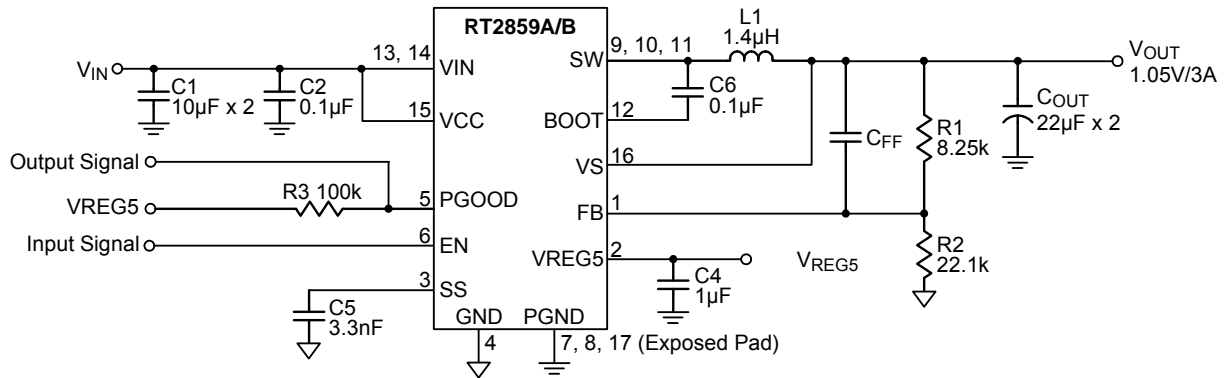 RT2859A/B
VIN
VCC
PGOOD
EN
SS
GND
PGND
SW
BOOT
VS
FB
VREG5
13, 14
15
5
6
3
4
7, 8, 17 (Exposed Pad)
9, 10, 11
12
16
1
2
VIN
C1
10µF x 2
C2
0.1µF
Output Signal
VREG5
R3 100k
Input Signal
C5
3.3nF
L1
1.4µH
C6
0.1µF
CFF
R1
8.25k
COUT
22µF x 2
VOUT
1.05V/3A
R2
22.1k
C4
1µF
VREG5